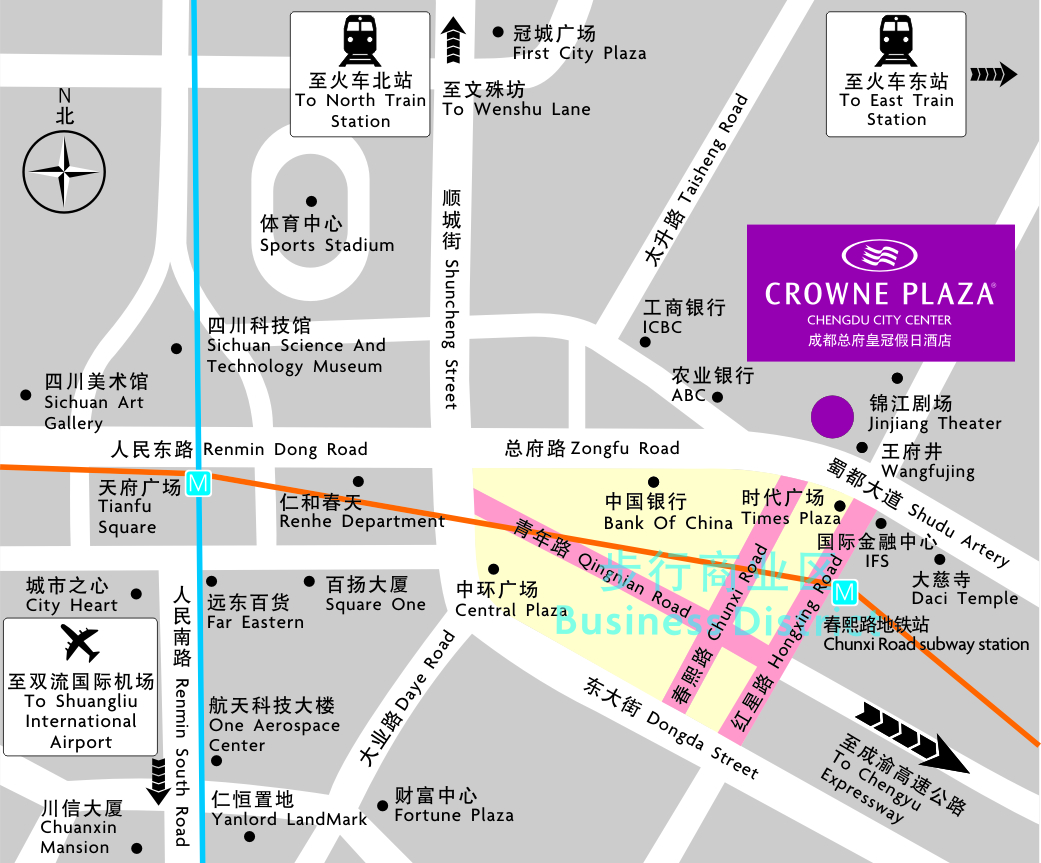 冠城广场
First City Plaza
至火车北站
To North Train
Station
至文殊坊
To Wenshu Lane
至火车东站
To East Train
Station
N
北
体育中心
Sports Stadium
顺城街 Shuncheng Street
太升路 Taisheng Road
CROWNE PLAZA®
CHENGDU CITY CENTER
成都总府皇冠假日酒店
工商银行
ICBC
四川科技馆
Sichuan Science And
Technology Museum
四川美术馆
Sichuan Art
Gallery
农业银行
ABC
锦江剧场
Jinjiang Theater
人民东路 Renmin Dong Road
总府路 Zongfu Road
王府井
Wangfujing
蜀都大道 Shudu Artery
天府广场
Tianfu
Square
M
仁和春天
Renhe Department
中国银行
Bank Of China
时代广场
Times Plaza
国际金融中心
IFS
青年路 Qingnian Road
步行商业区
Business District
春熙路 Chunxi Road
红星路 Hongxing Road
M
大慈寺
Daci Temple
春熙路地铁站
Chunxi Road subway station
城市之心
City Heart
人民南路 Renmin South Road
远东百货
Far Eastern
百扬大厦
Square One
中环广场
Central Plaza
至双流国际机场
To Shuangliu
International
Airport
东大街 Dongda Street
大业路 Daye Road
航天科技大楼
One Aerospace
Center
至成渝高速公路
To Chengyu
Expressway
川信大厦
Chuanxin
Mansion
仁恒置地
Yanlord LandMark
财富中心
Fortune Plaza